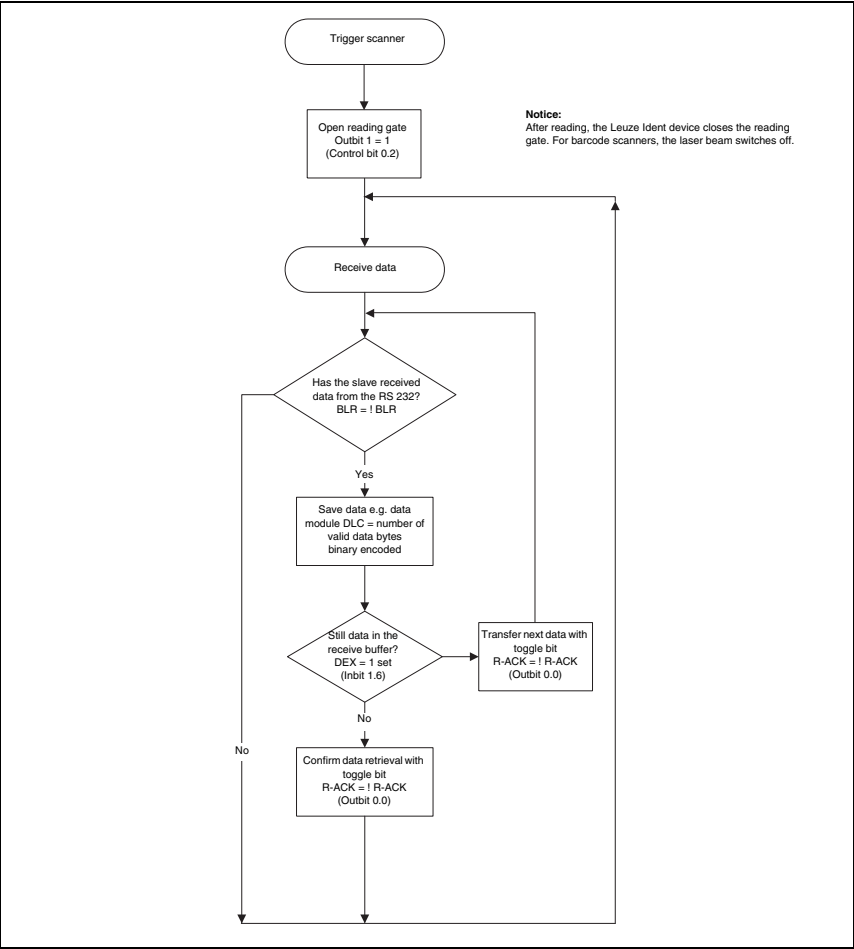 Trigger scanner
Open reading gate
Outbit 1 = 1
(Control bit 0.2)
Notice:
After reading, the Leuze Ident device closes the reading
gate. For barcode scanners, the laser beam switches off.
Receive data
Has the slave received
data from the RS 232?
BLR = ! BLR
Yes
Save data e.g. data
module DLC = number of
valid data bytes
binary encoded
Still data in the
receive buffer?
DEX = 1 set
(Inbit 1.6)
Transfer next data with
toggle bit
R-ACK = ! R-ACK
(Outbit 0.0)
No
No
Confirm data retrieval with
toggle bit
R-ACK = ! R-ACK
(Outbit 0.0)